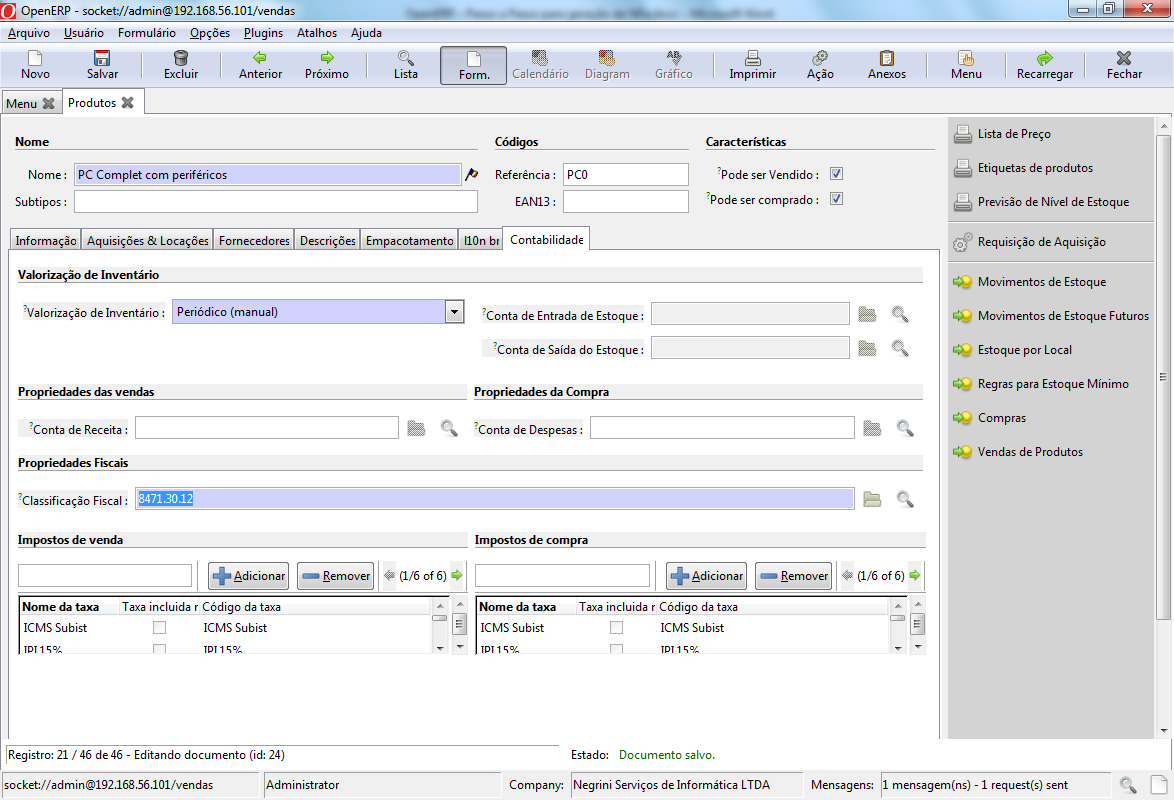 OpenERP - socket://admin@192.168.56.101/vendas
Arquivo Usuário Formulário Opções Plugins Atalhos Ajuda
Novo Salvar Excluir Anterior Próximo Lista Form. Calendário Diagram Gráfico Imprimir Ação Anexos Menu Recarregar Fechar
Menu Produtos
Nome Códigos Características
Nome : PC Complet com periféricos Referência : PC0 ?Pode ser Vendido :
Subtipos : EAN13 : ?Pode ser comprado :
Informação Aquisições & Locações Fornecedores Descrições Empacotamento l10n br Contabilidade
Valorização de Inventário
?Valorização de Inventário : Periódico (manual) ?Conta de Entrada de Estoque :
?Conta de Saída do Estoque :
Propriedades das vendas Propriedades da Compra
?Conta de Receita : ?Conta de Despesas :
Propriedades Fiscais
?Classificação Fiscal : 8471.30.12
Impostos de venda Impostos de compra
Adicionar Remover (1/6 of 6) Adicionar Remover (1/6 of 6)
Nome da taxa Taxa incluida r Código da taxa Nome da taxa Taxa incluida r Código da taxa
ICMS Subist ICMS Subist ICMS Subist ICMS Subist
IPI 15% IPI 15% IPI 15% IPI 15%
Lista de Preço
Etiquetas de produtos
Previsão de Nível de Estoque
Requisição de Aquisição
Movimentos de Estoque
Movimentos de Estoque Futuros
Estoque por Local
Regras para Estoque Mínimo
Compras
Vendas de Produtos
Registro: 21 / 46 de 46 - Editando documento (id: 24) Estado: Documento salvo.
socket://admin@192.168.56.101/vendas Administrator Company: Negrini Serviços de Informática LTDA Mensagens: 1 mensagem(ns) - 1 request(s) sent